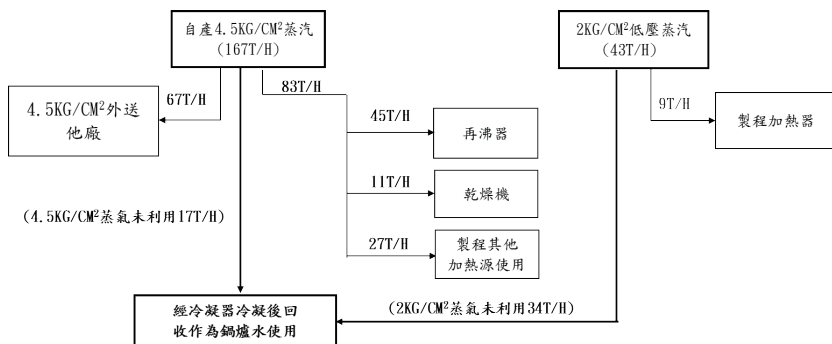 自產4.5KG/CM²蒸汽
(167T/H)
2KG/CM²低壓蒸汽
(43T/H)
67T/H
83T/H
9T/H
4.5KG/CM²外送
他廠
45T/H
再沸器
製程加熱器
11T/H
乾燥機
(4.5KG/CM²蒸氣未利用17T/H)
27T/H
製程其他
加熱源使用
經冷凝器冷凝後回
收作為鍋爐水使用
(2KG/CM²蒸氣未利用34T/H)